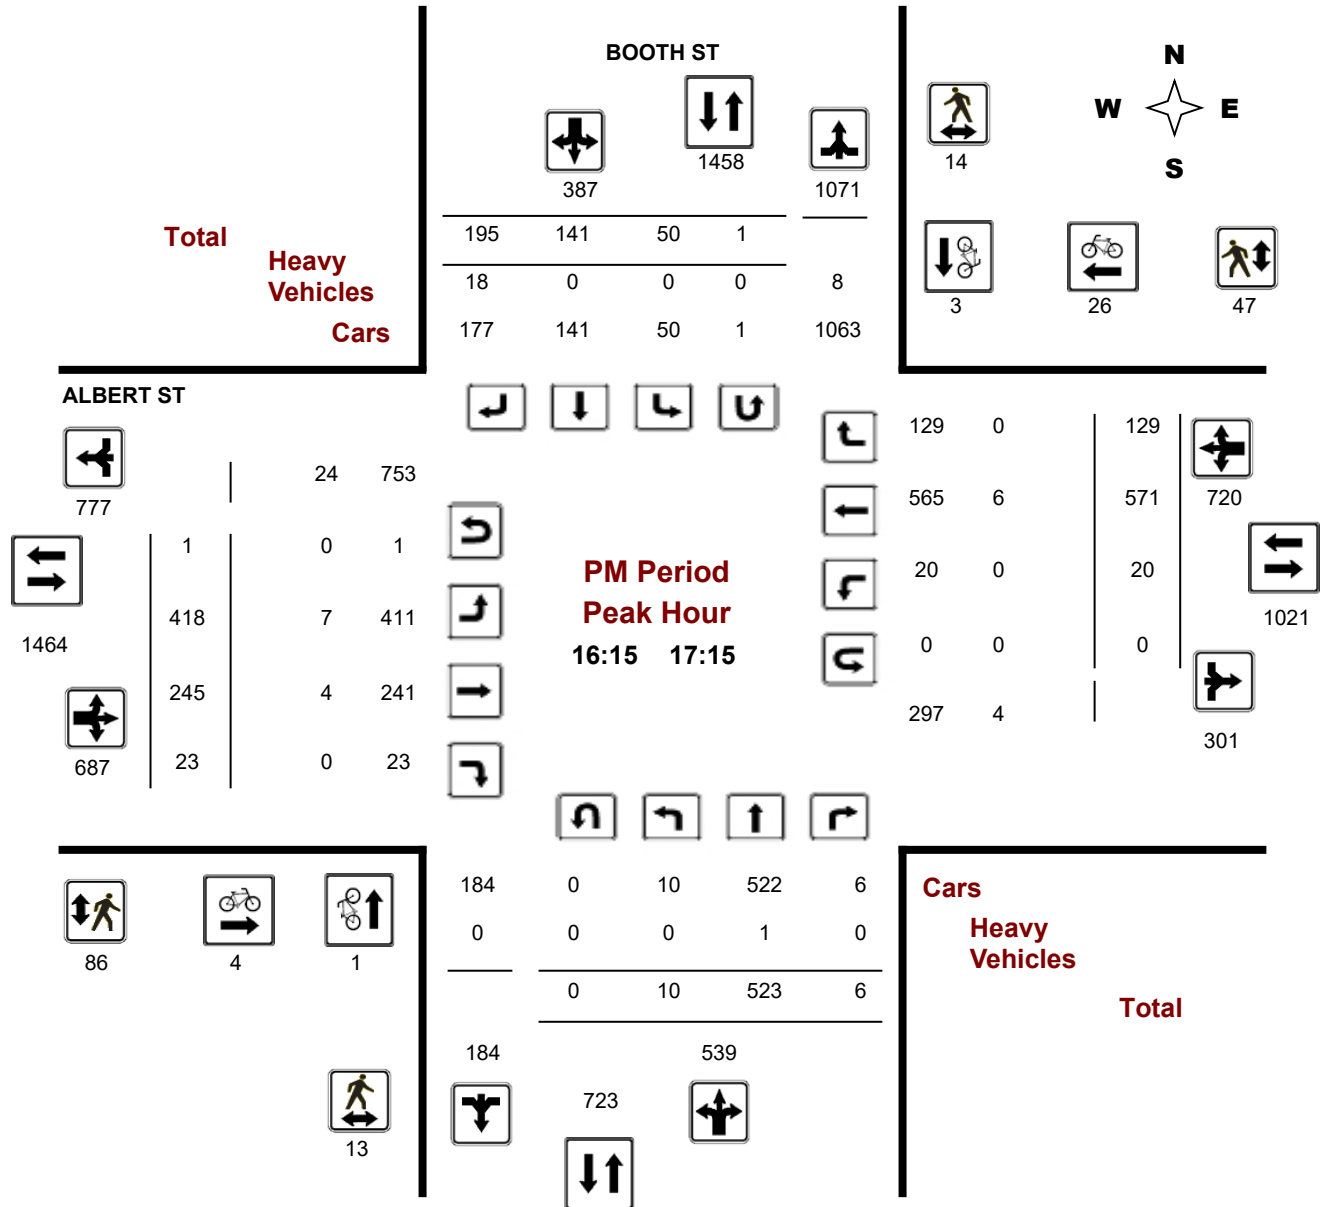 BOOTH ST
N
W E
S
1458
14
387
1071
195 141 50 1
Total
Heavy
Vehicles
18 0 0 0 8
3 26 47
Cars
177 141 50 1 1063
ALBERT ST
129 0 129
24 753
777
565 6 571 720
1 0 1
PM Period
20 0 20
Peak Hour
418 7 411
1021
1464
16:15 17:15
0 0 0
245 4 241
297 4
301
687
23 0 23
184 0 10 522 6
Cars
0 0 0 1 0
Heavy
Vehicles
86 4 1
0 10 523 6
Total
184 539
723
13